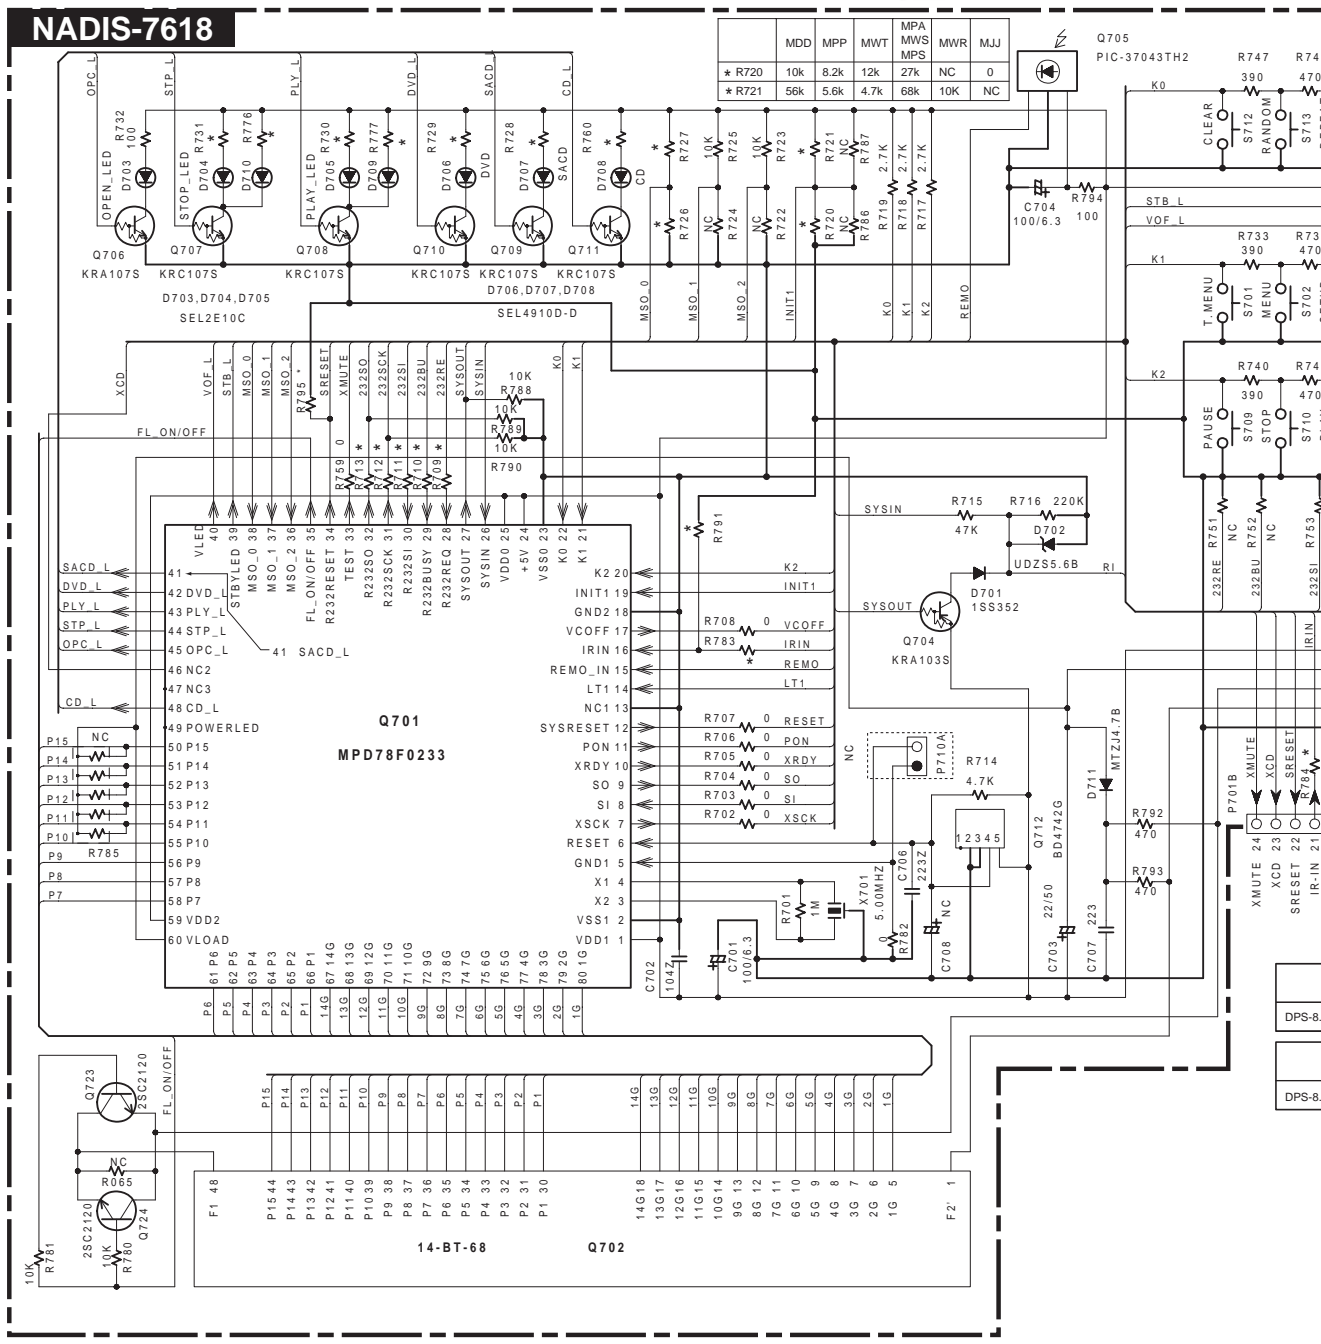 NADIS-7618
MDD MPP MWT MPA MWS MPS MWR MJJ
* R720 10k 8.2k 12k 27k NC 0
* R721 56k 5.6k 4.7k 68k 10K NC
Q705
PIC-37043TH2
OPC_L
STP_L
PLY_L
DVD_L
SACD_L
CD_L
R732
100
R731
*
R776
*
R730
*
R777
*
R729
R728
R760
D703
D704
D710
D705
D709
D706
DVD
D707
SACD
D708
CD
OPEN_LED
STOP_LED
PLAY_LED
Q706
KRA107S
Q707
KRC107S
Q708
KRC107S
Q710
KRC107S
Q709
KRC107S
Q711
KRC107S
D703,D704,D705
SEL2E10C
D706,D707,D708
SEL4910D-D
* R727
10K R725
10K R723
* R721
NC R787
* R726
NC R724
NC R722
* R720
NC R786
R719 2.7K
R718 2.7K
R717 2.7K
MSO_0
MSO_1
MSO_2
INIT1
K0
K1
K2
REMO
C704
100/6.3
R794
100
K0
R747
390
470
CLEAR
S712
RANDOM
S713
STB_L
VOF_L
K1
R733
390
470
T.MENU
S701
MENU
S702
K2
R740
390
470
PAUSE
S709
STOP
S710
R751
NC
R752
NC
R753
232RE
232BU
232SI
XCD
VOF_L
STB_L
MSO_0
MSO_1
MSO_2
R795 *
SRESET
XMUTE
232SO
232SCK
232SI
232BU
232RE
SYSOUT
SYSIN
K0
K1
10K
R788
10K
R789
10K
R790
FL_ON/OFF
R759 0
R713 *
R712 *
R711 *
R710 *
R709 *
VLED 40
STBYLED 39
MSO_0 38
MSO_1 37
MSO_2 36
FL_ON/OFF 35
R232RESET 34
TEST 33
R232SO 32
R232SCK 31
R232SI 30
R232BUSY 29
R232REQ 28
SYSOUT 27
SYSIN 26
VDD0 25
+5V 24
VSS0 23
K0 22
K1 21
SACD_L 41
DVD_L 42 DVD_L
PLY_L 43 PLY_L
STP_L 44 STP_L
OPC_L 45 OPC_L
41 SACD_L
46 NC2
47 NC3
CD_L 48 CD_L
49 POWERLED
P15 NC 50 P15
P14 51 P14
P13 52 P13
P12 53 P12
P11 54 P11
P10 55 P10
R785
P9 56 P9
P8 57 P8
P7 58 P7
59 VDD2
60 VLOAD
Q701
MPD78F0233
K2 20 K2
INIT1 19 INIT1
GND2 18
VCOFF 17 R708 0 VCOFF
IRIN 16 R783 * IRIN
REMO_IN 15 REMO
LT1 14 LT1
NC1 13
SYSRESET 12 R707 0 RESET
PON 11 R706 0 PON
XRDY 10 R705 0 XRDY
SO 9 R704 0 SO
SI 8 R703 0 SI
XSCK 7 R702 0 XSCK
RESET 6
GND1 5
X1 4
X2 3
VSS1 2
VDD1 1
* R791
SYSIN
R715
47K
R716 220K
D702
UDZS5.6B
RI
D701
1SS352
SYSOUT
Q704
KRA103S
NC
P710A
R714
4.7K
12345
Q712
BD4742G
D711
MTZJ4.7B
R792
470
R793
470
P701B
XMUTE
XCD
SRESET
R784 *
IRIN
XMUTE 24
XCD 23
SRESET 22
IR-IN 21
R701
1M
X701
5.00MHZ
C706
223Z
0
R782
C708
NC
C703
22/50
C707
223
C702
104Z
C701
100/6.3
61 P6
62 P5
63 P4
64 P3
65 P2
66 P1
67 14G
68 13G
69 12G
70 11G
71 10G
72 9G
73 8G
74 7G
75 6G
76 5G
77 4G
78 3G
79 2G
80 1G
P6
P5
P4
P3
P2
P1
14G
13G
12G
11G
10G
9G
8G
7G
6G
5G
4G
3G
2G
1G
Q723
2SC2120
FL_ON/OFF
NC
R065
2SC2120
Q724
10K
R781
10K
R780
P15
P14
P13
P12
P11
P10
P9
P8
P7
P6
P5
P4
P3
P2
P1
14G
13G
12G
11G
10G
9G
8G
7G
6G
5G
4G
3G
2G
1G
F1 48
P15 44
P14 43
P13 42
P12 41
P11 40
P10 39
P9 38
P8 37
P7 36
P6 35
P5 34
P4 33
P3 32
P2 31
P1 30
14G 18
13G 17
12G 16
11G 15
10G 14
9G 13
8G 12
7G 11
6G 10
5G 9
4G 8
3G 7
2G 6
1G 5
F2' 1
14-BT-68
Q702
DPS-8.
DPS-8.